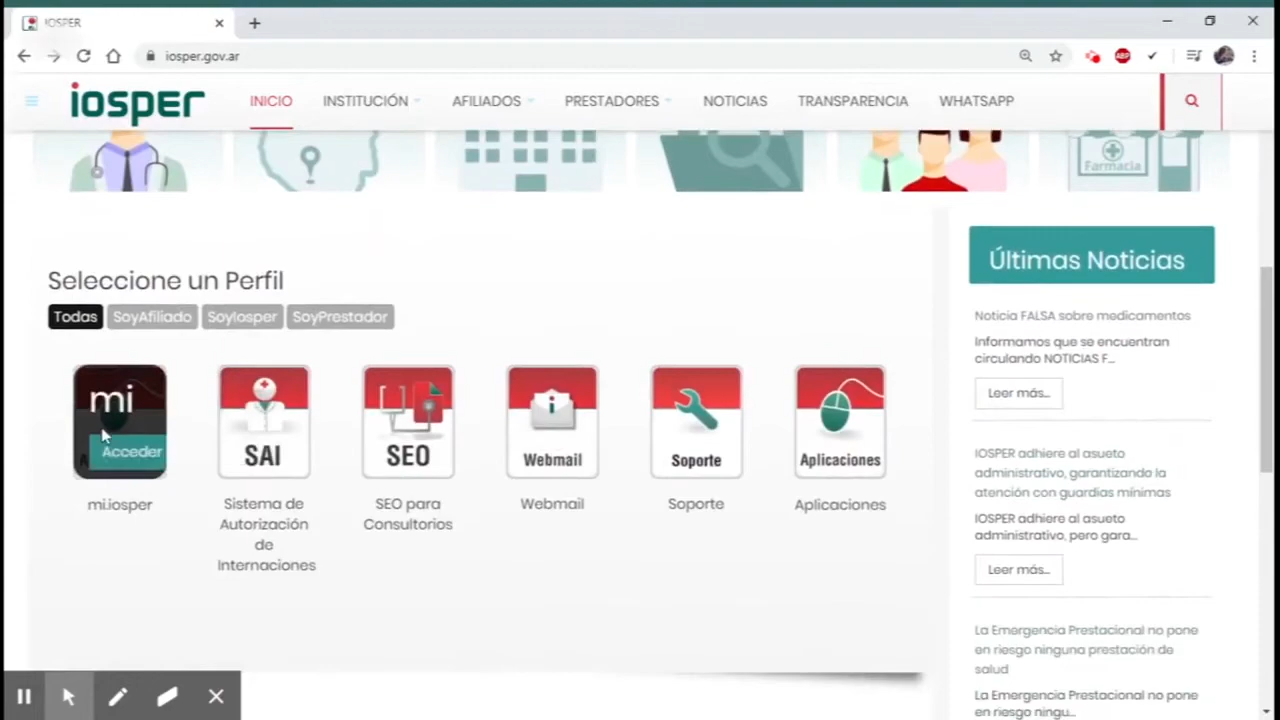 IOSPER
iosper.gov.ar
ABP
iosper
INICIO
INSTITUCIÓN
AFILIADOS
PRESTADORES
NOTICIAS
TRANSPARENCIA
WHATSAPP
Farmacia
Seleccione un Perfil
Todas
SoyAfiliado
SoyIosper
SoyPrestador
mi
Acceder
mi.iosper
SAI
Sistema de
Autorización
de
Internaciones
SEO
SEO para
Consultorios
Webmail
Webmail
Soporte
Soporte
Aplicaciones
Aplicaciones
Últimas Noticias
Noticia FALSA sobre medicamentos
Informamos que se encuentran
circulando NOTICIAS F...
Leer más...
IOSPER adhiere al asueto
administrativo, garantizando la
atención con guardias mínimas
IOSPER adhiere al asueto
administrativo, pero gara...
Leer más...
La Emergencia Prestacional no pone
en riesgo ninguna prestación de
salud
La Emergencia Prestacional no pone
en riesgo ningu...